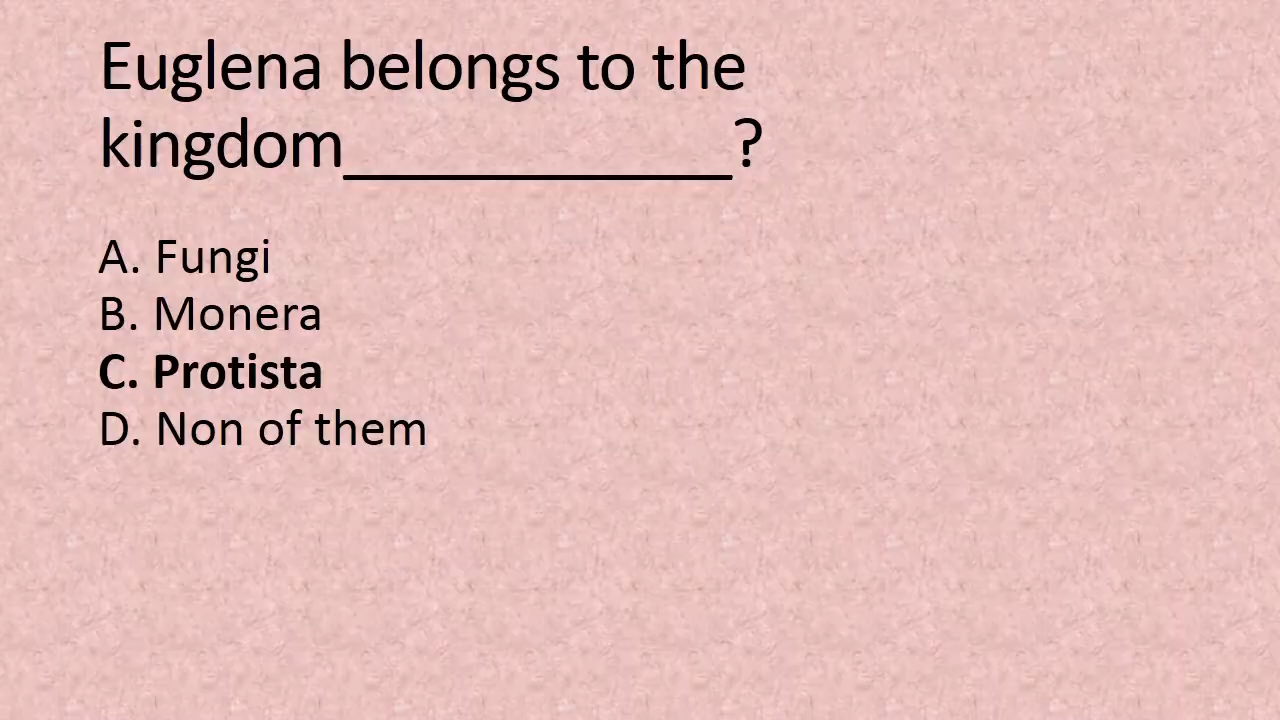 Euglena belongs to the
kingdom____________?
A. Fungi
B. Monera
C. Protista
D. Non of them